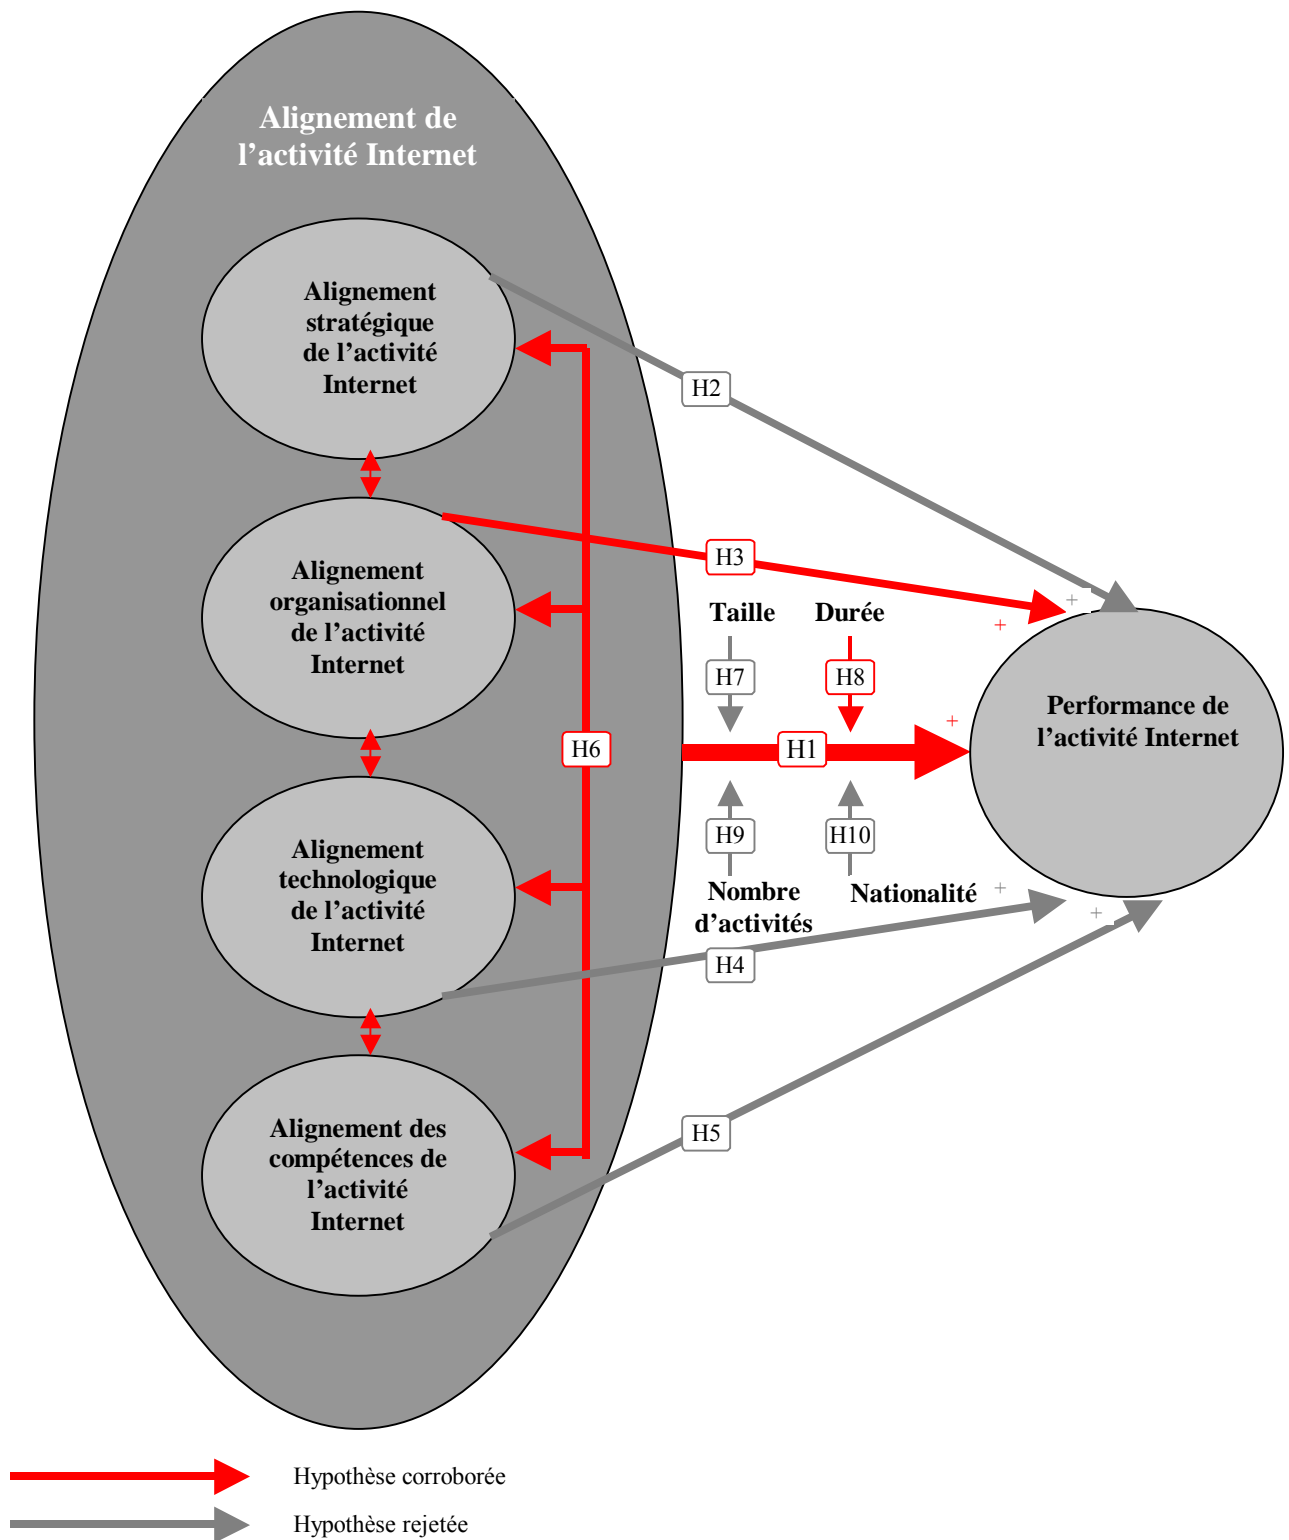 Alignement de
l’activité Internet
Alignement
stratégique
de l’activité
Internet
H2
Alignement
organisationnel
de l’activité
Internet
H3
+
+
Taille
Durée
H7
H8
+
Performance de
l’activité Internet
H6
H1
H9
H10
Nombre
d’activités
Nationalité
+
+
Alignement
technologique
de l’activité
Internet
H4
Alignement des
compétences de
l’activité
Internet
H5
Hypothèse corroborée
Hypothèse rejetée